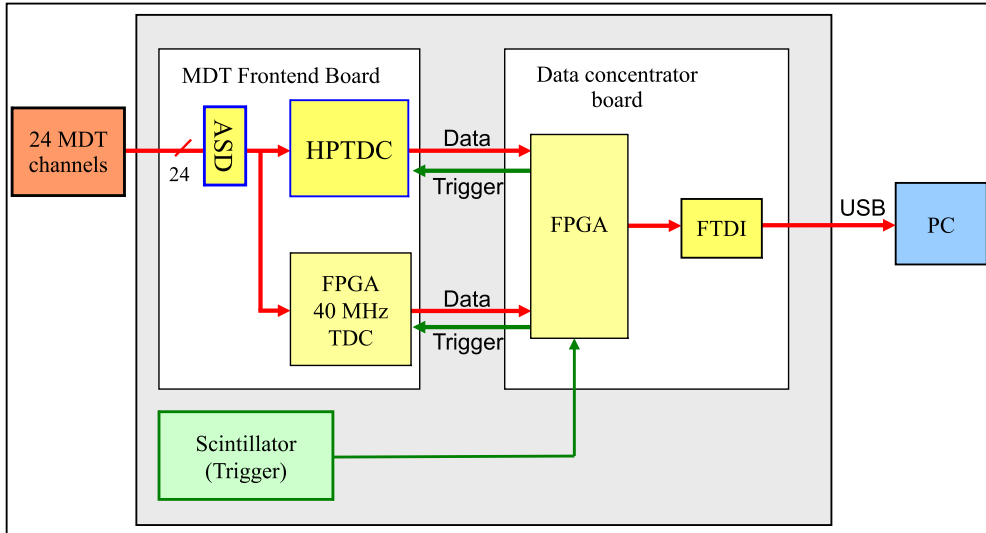 MDT Frontend Board
Data concentrator
board
24 MDT
channels
24
ASD
HPTDC
Data
Trigger
FPGA
FTDI
USB
PC
FPGA
40 MHz
TDC
Data
Trigger
Scintillator
(Trigger)